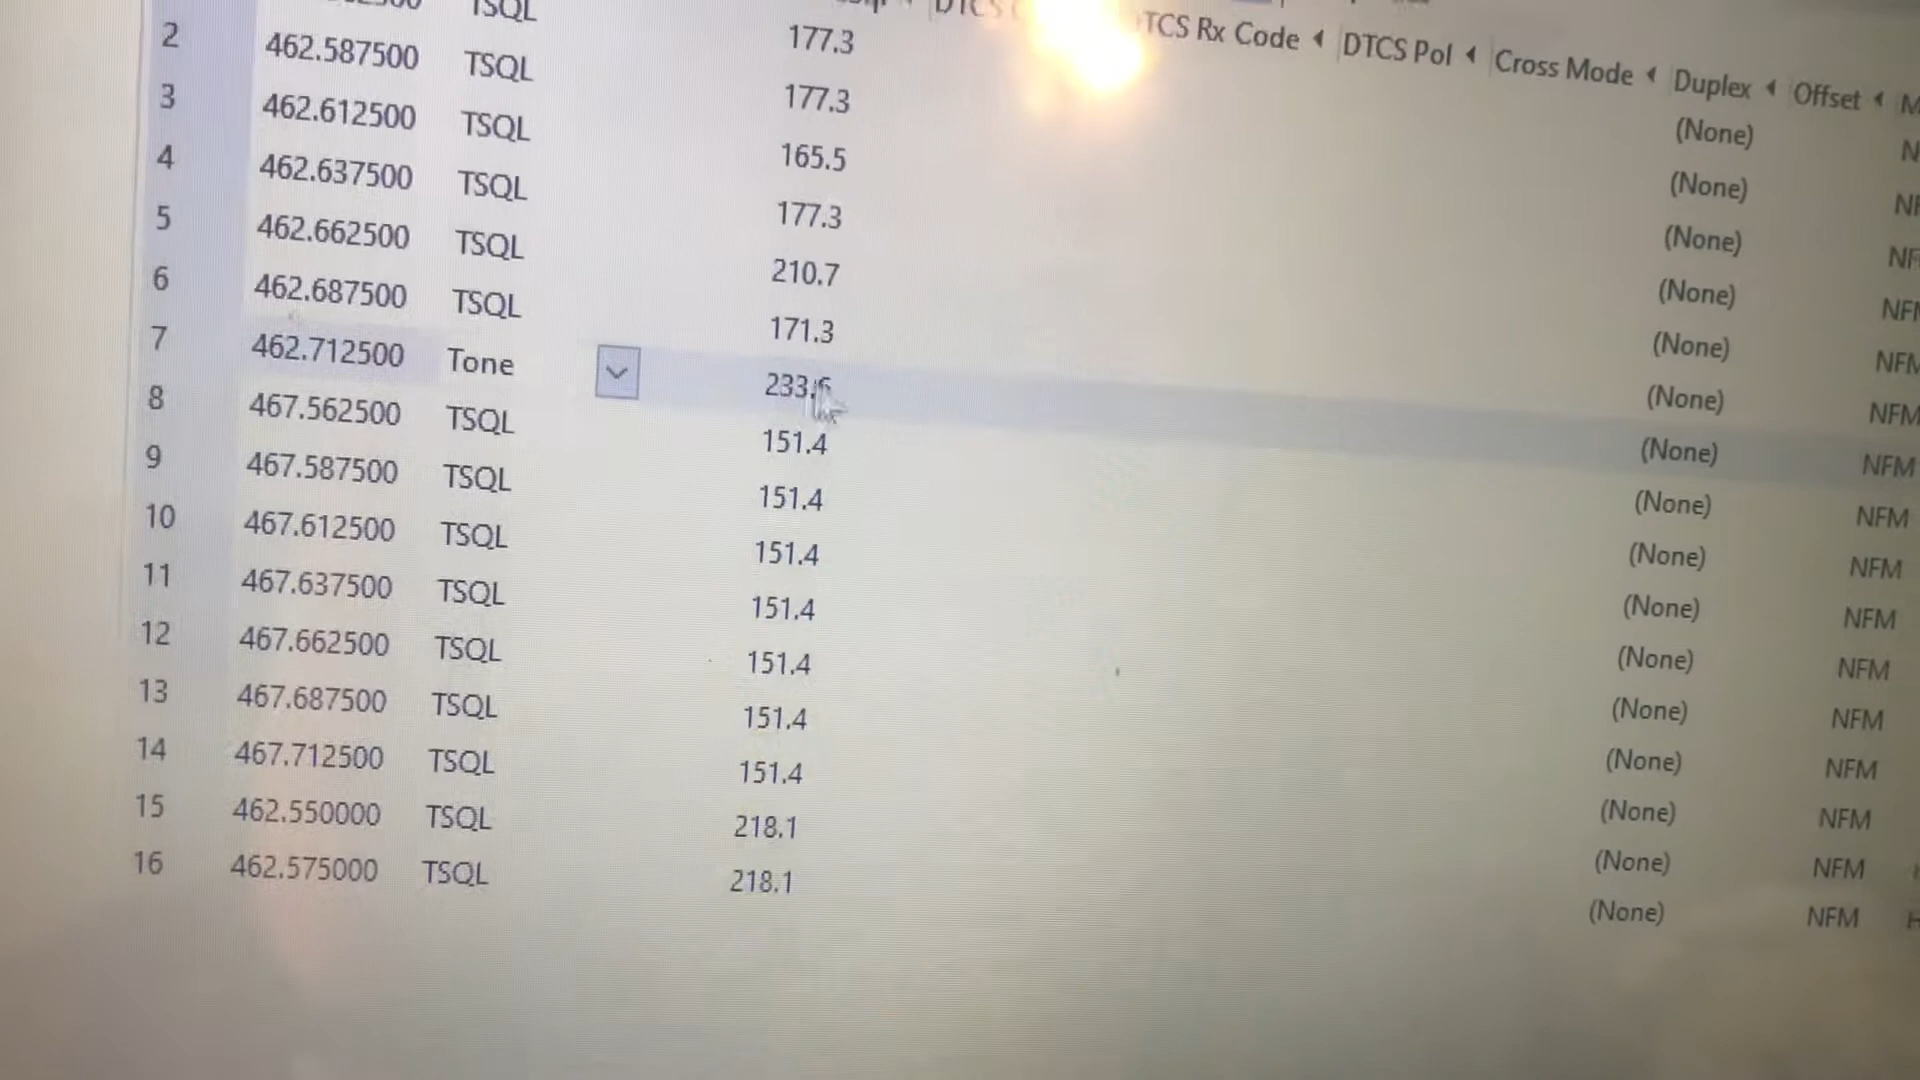 TCS Rx Code DTCS Pol Cross Mode Duplex Offset
TSQL 177.3 (None)
2 462.587500 TSQL 177.3 (None)
3 462.612500 TSQL 165.5 (None)
4 462.637500 TSQL 177.3 (None)
5 462.662500 TSQL 210.7 (None) NFM
6 462.687500 TSQL 171.3 (None) NFM
7 462.712500 Tone 233.6 (None) NFM
8 467.562500 TSQL 151.4 (None) NFM
9 467.587500 TSQL 151.4 (None) NFM
10 467.612500 TSQL 151.4 (None) NFM
11 467.637500 TSQL 151.4 (None) NFM
12 467.662500 TSQL 151.4 (None) NFM
13 467.687500 TSQL 151.4 (None) NFM
14 467.712500 TSQL 151.4 (None) NFM
15 462.550000 TSQL 218.1 (None) NFM
16 462.575000 TSQL 218.1 (None) NFM